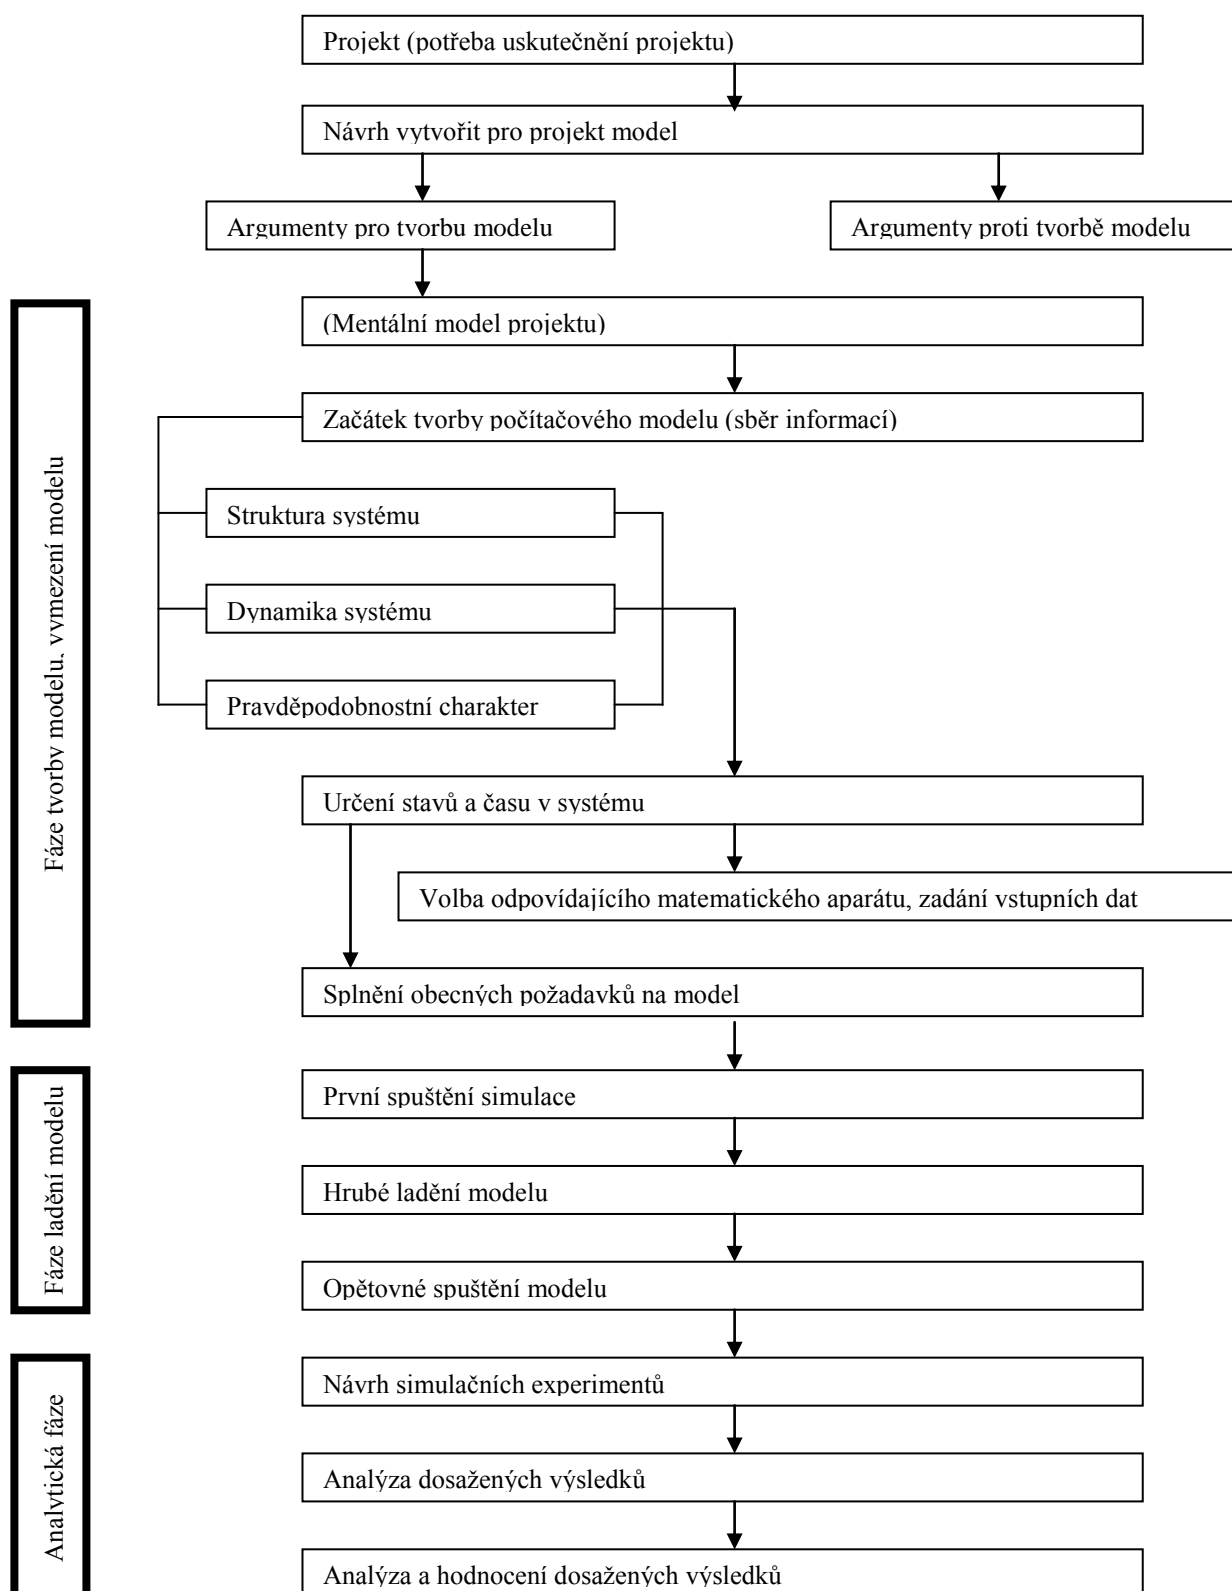 Projekt (potřeba uskutečnění projektu)
Návrh vytvořit pro projekt model
Argumenty pro tvorbu modelu
Argumenty proti tvorbě modelu
(Mentální model projektu)
Začátek tvorby počítačového modelu (sběr informací)
Struktura systému
Dynamika systému
Pravděpodobnostní charakter
Určení stavů a času v systému
Volba odpovídajícího matematického aparátu, zadání vstupních dat
Splnění obecných požadavků na model
Fáze tvorby modelu, vymezení modelu
První spuštění simulace
Hrubé ladění modelu
Opětovné spuštění modelu
Fáze ladění modelu
Návrh simulačních experimentů
Analýza dosažených výsledků
Analýza a hodnocení dosažených výsledků
Analytická fáze